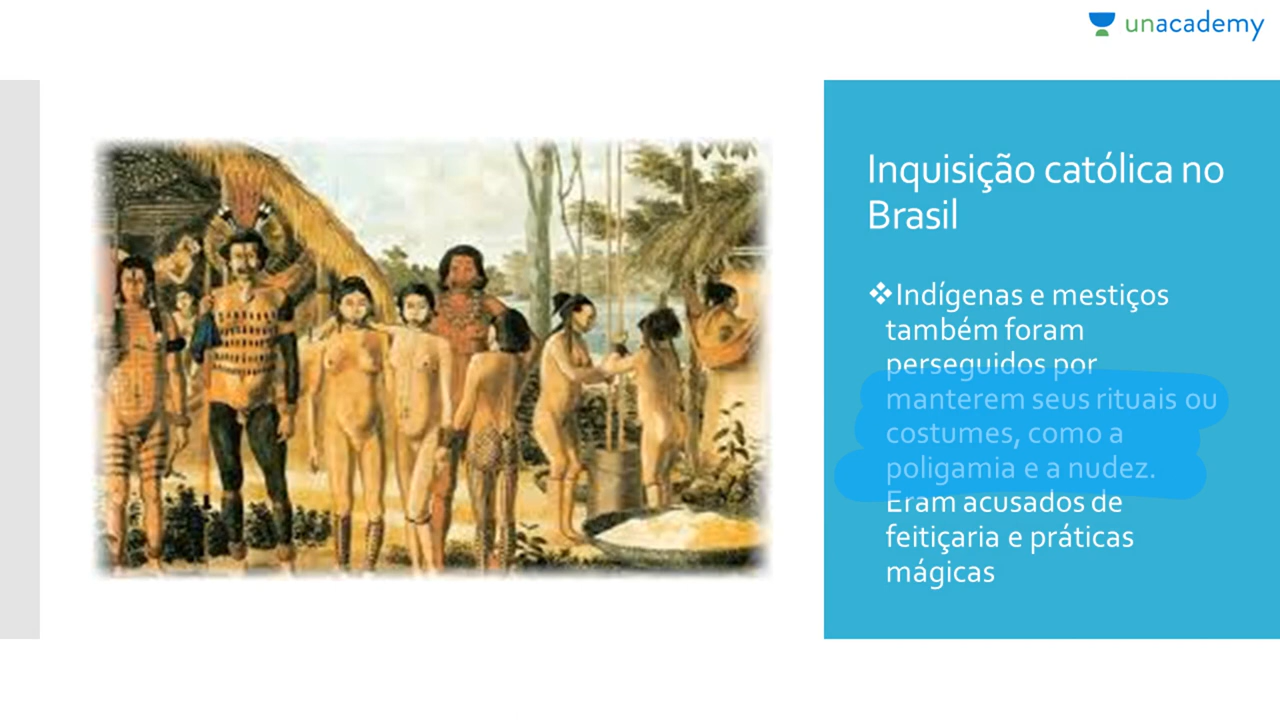 unacademy
Inquisição católica no
Brasil
❖Indígenas e mestiços
também foram
perseguidos por
manterem seus rituais ou
costumes, como a
poligamia e a nudez.
Eram acusados de
feitiçaria e práticas
mágicas